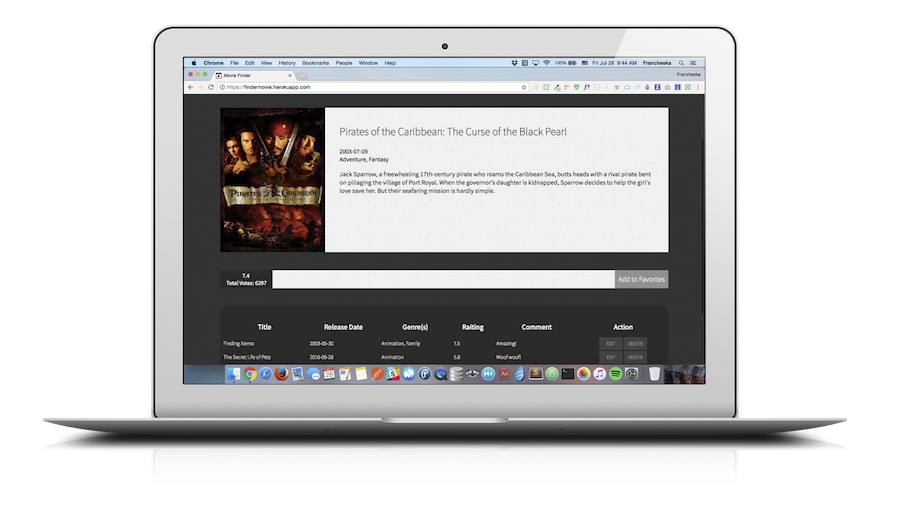 Chrome File Edit View History Bookmarks People Window Help 100% Fri Jul 28 9:44 AM Francheska
Movie Finder Francheska
https://findermovie.herokuapp.com
PIRATES OF THE CARIBBEAN
Pirates of the Caribbean: The Curse of the Black Pearl
2003-07-09
Adventure, Fantasy
Jack Sparrow, a freewheeling 17th-century pirate who roams the Caribbean Sea, butts heads with a rival pirate bent
on pillaging the village of Port Royal. When the governor's daughter is kidnapped, Sparrow decides to help the girl's
love save her. But their seafaring mission is hardly simple.
7.4
Total Votes: 6297
Add to Favorites
Title Release Date Genre(s) Raiting Comment Action
Finding Nemo 2003-05-30 Animation, Family 7.5 Amazing! EDIT DELETE
The Secret Life of Pets 2016-06-28 Animation 5.8 Woof woof! EDIT DELETE